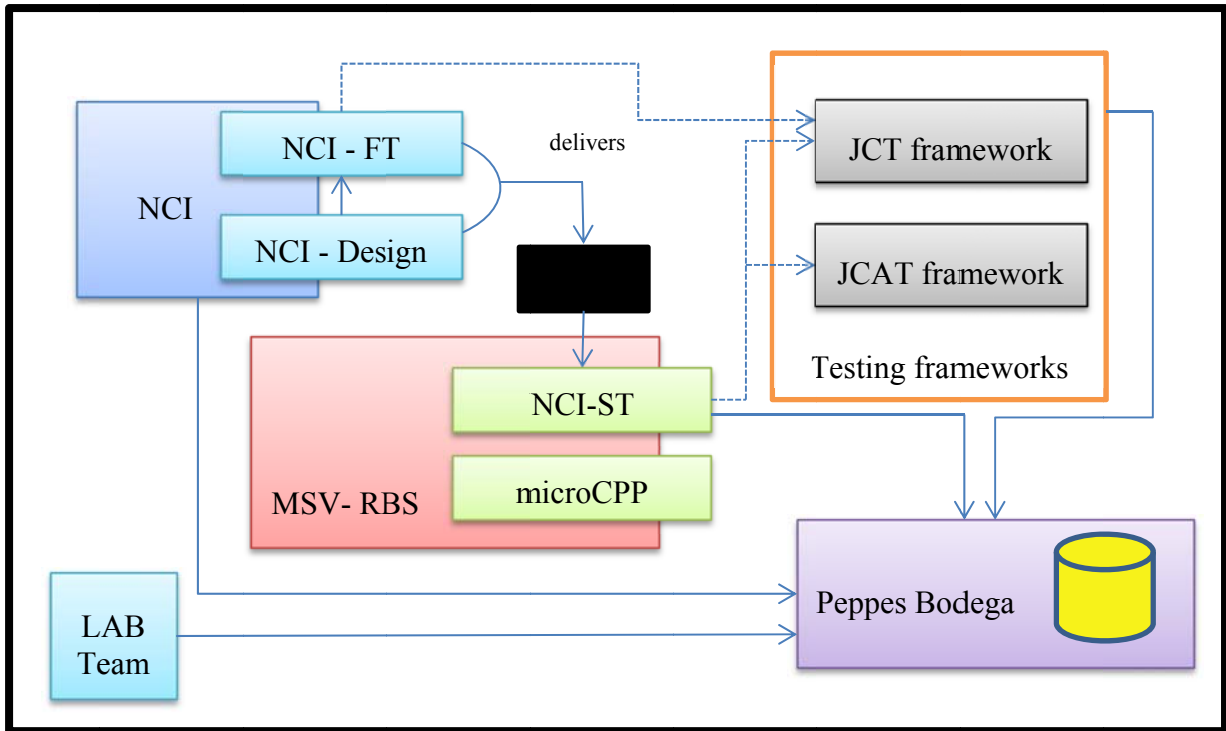 NCI - FT
delivers
JCT framework
NCI
NCI - Design
JCAT framework
Testing frameworks
NCI-ST
MSV- RBS
microCPP
Peppes Bodega
LAB
Team